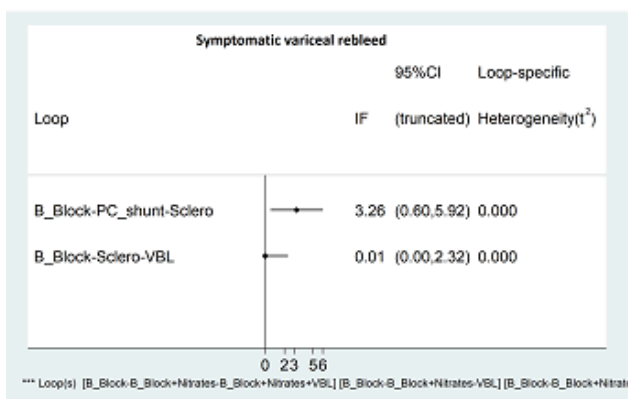 Symptomatic variceal rebleed
95%CI Loop-specific
Loop IF (truncated) Heterogeneity(t²)
B_Block-PC_shunt-Sclero 3.26 (0.60,5.92) 0.000
B_Block-Sclero-VBL 0.01 (0.00,2.32) 0.000
0 23 56
*** Loop(s) [B_Block-B_Block+Nitrates-B_Block+Nitrates+VBL] [B_Block-B_Block+Nitrates-VBL] [B_Block-B_Block+Nitrat